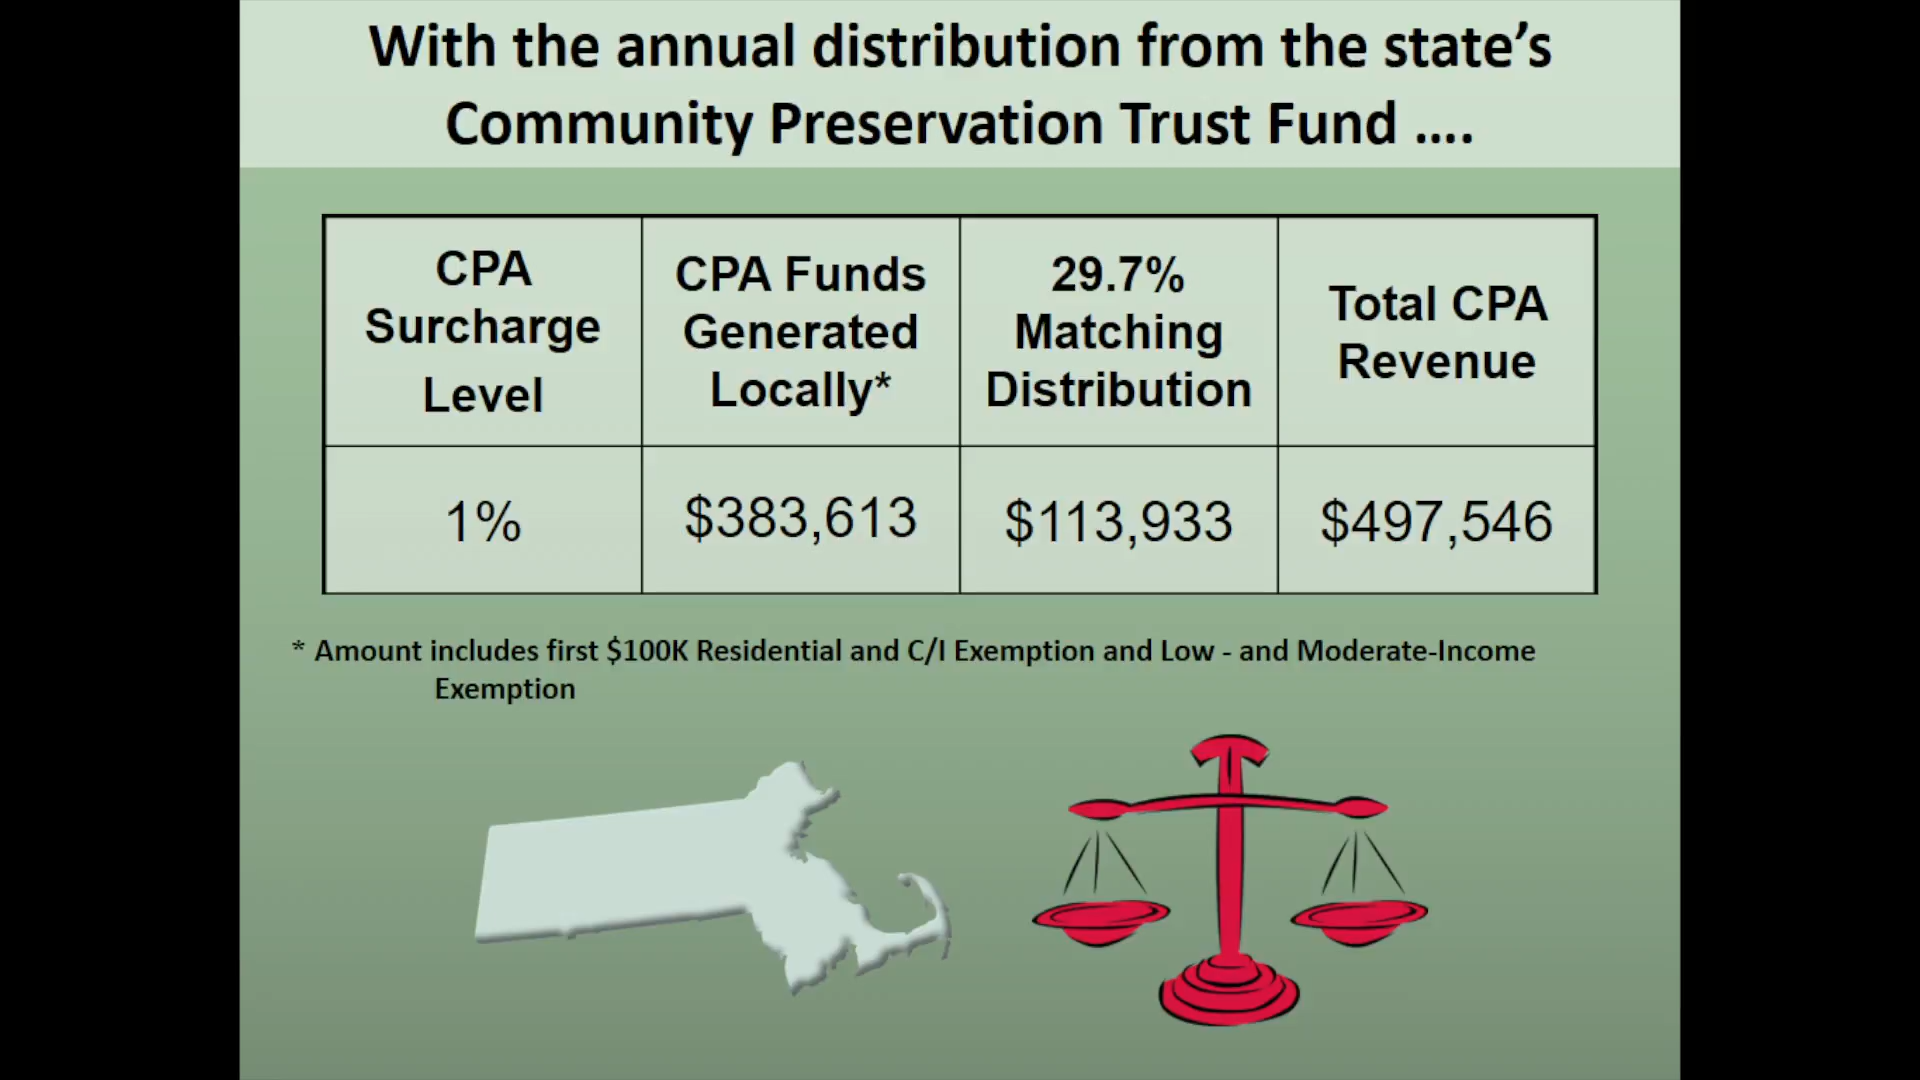 With the annual distribution from the state’s
Community Preservation Trust Fund ....
CPA
Surcharge
Level
CPA Funds
Generated
Locally*
29.7%
Matching
Distribution
Total CPA
Revenue
1%
$383,613
$113,933
$497,546
* Amount includes first $100K Residential and C/I Exemption and Low - and Moderate-Income
Exemption